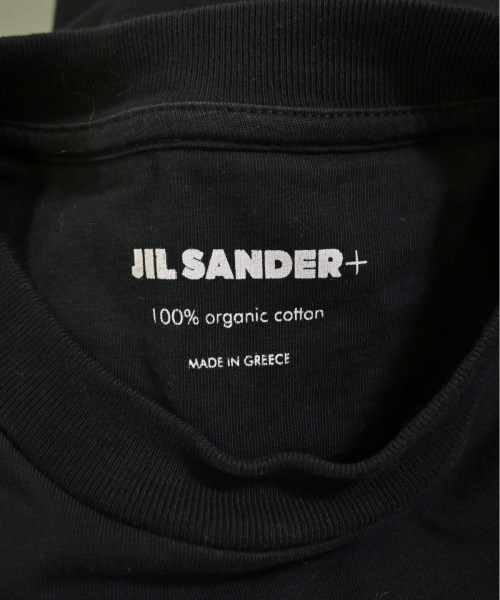 JIL SANDER+
100% organic cotton
MADE IN GREECE